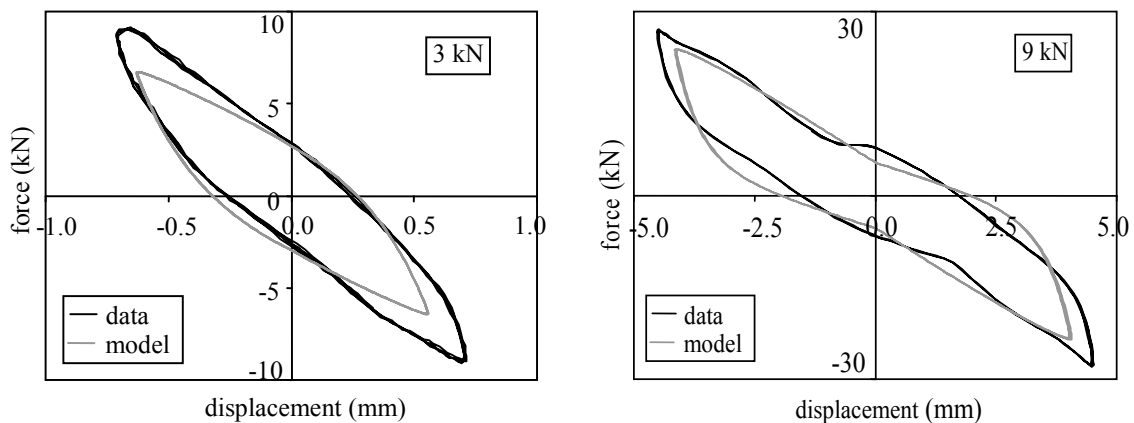 10
3 kN
5
0
-1.0
-0.5
0.0
0.5
1.0
-5
-10
force (kN)
data
model
displacement (mm)
30
9 kN
0
-5.0
-2.5
0.0
2.5
5.0
-30
force (kN)
data
model
displacement (mm)